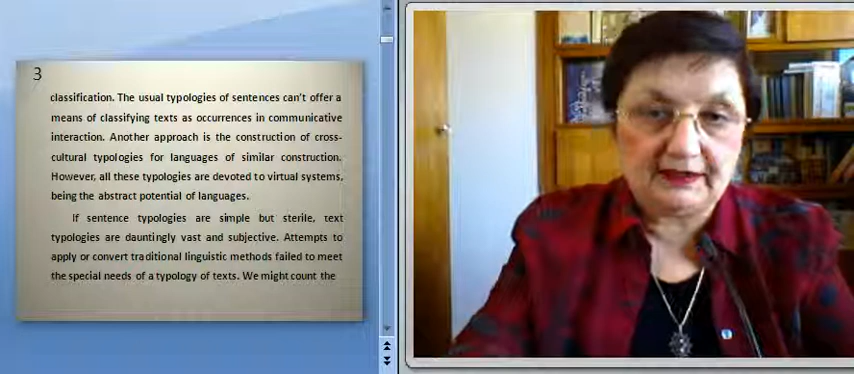 3
classification. The usual typologies of sentences can't offer a
means of classifying texts as occurrences in communicative
interaction. Another approach is the construction of cross-
cultural typologies for languages of similar construction.
However, all these typologies are devoted to virtual systems,
being the abstract potential of languages.
If sentence typologies are simple but sterile, text
typologies are dauntingly vast and subjective. Attempts to
apply or convert traditional linguistic methods failed to meet
the special needs of a typology of texts. We might count the